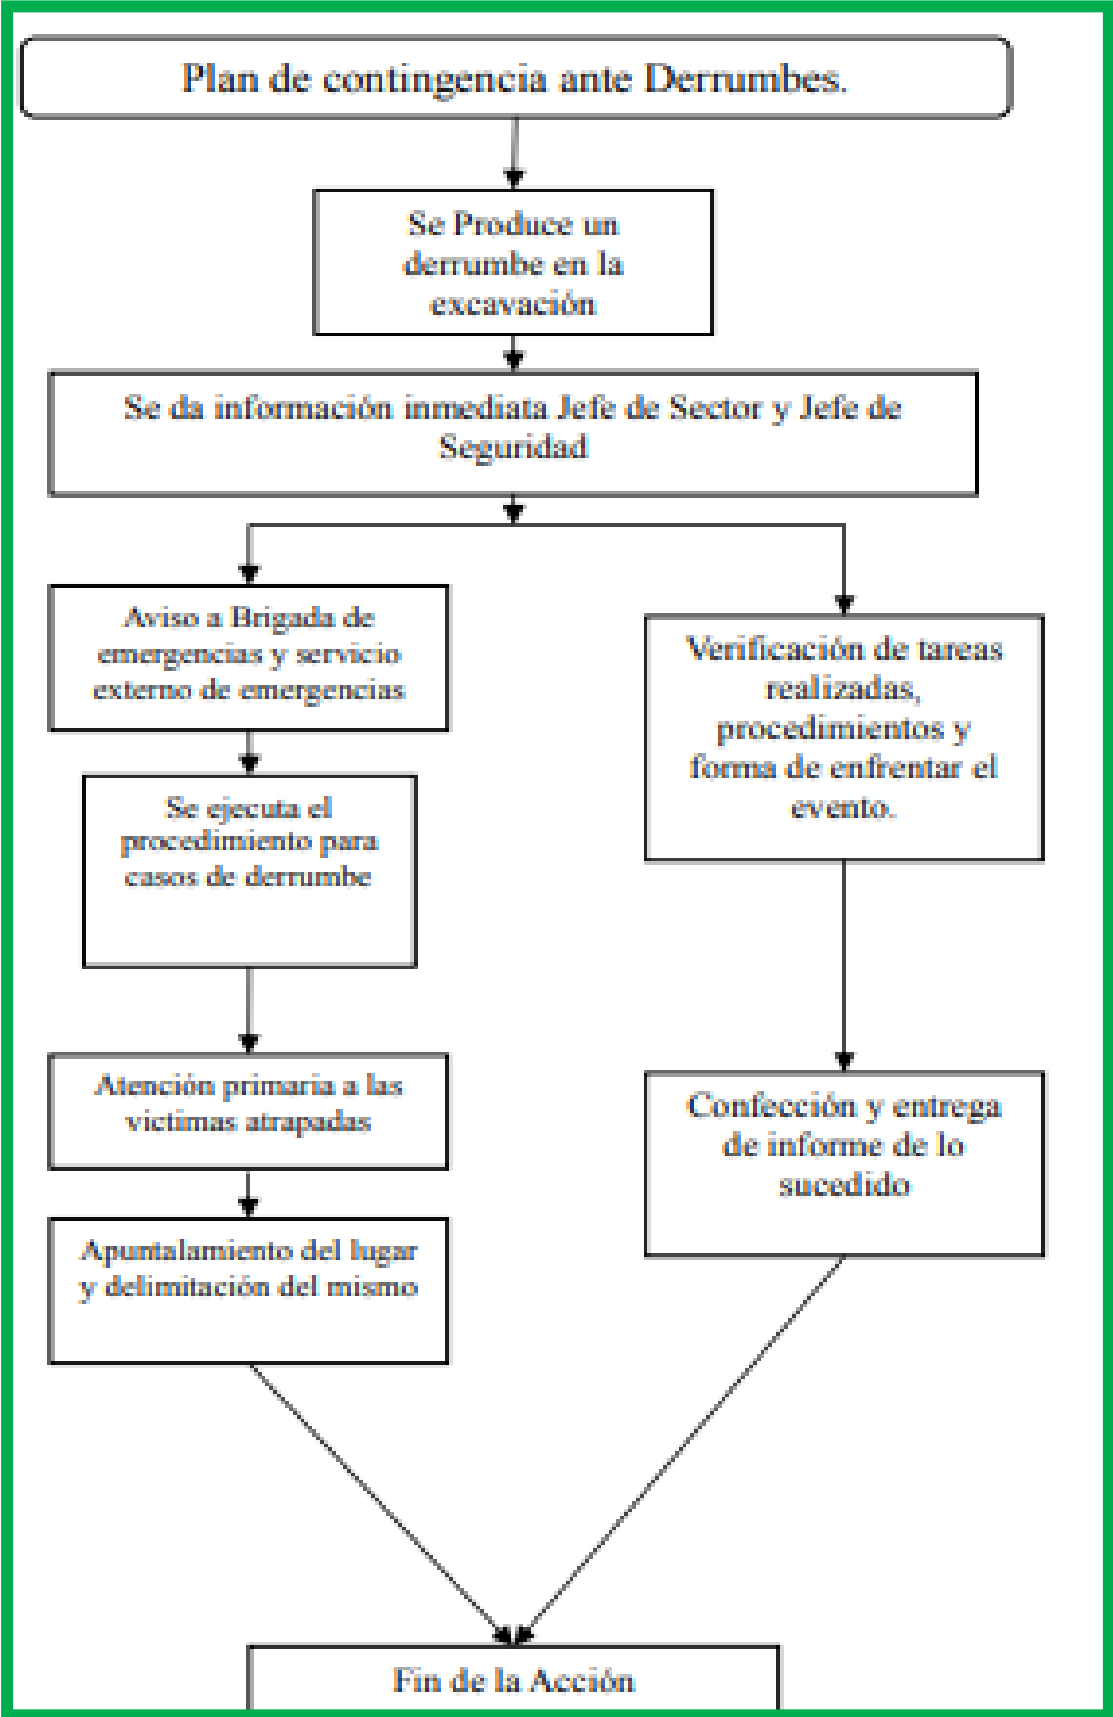 Plan de contingencia ante Derrumbes.
Se Produce un
derrumbe en la
excavación
Se da información inmediata Jefe de Sector y Jefe de
Seguridad
Aviso a Brigada de
emergencias y servicio
externo de emergencias
Se ejecuta el
procedimiento para
casos de derrumbe
Atención primaria a las
victimas atrapadas
Apuntalamiento del lugar
y delimitación del mismo
Verificación de tareas
realizadas,
procedimientos y
forma de enfrentar el
evento.
Confección y entrega
de informe de lo
sucedido
Fin de la Acción